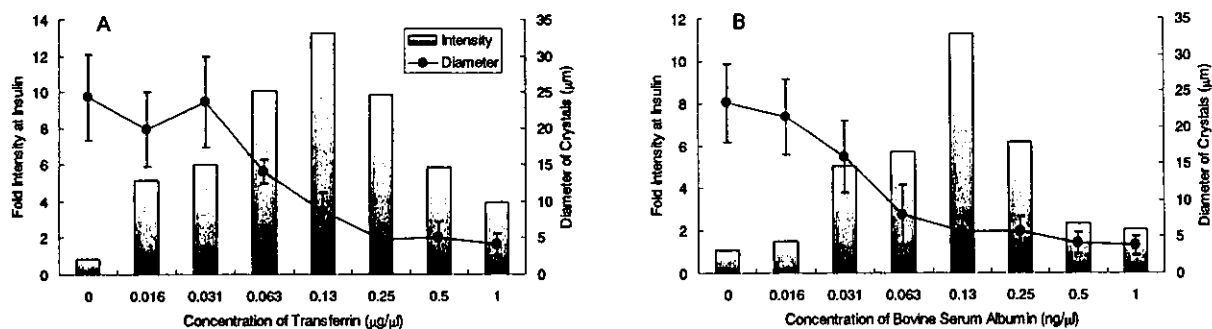 A
14
12
10
8
6
4
2
0
Fold Intensity at Insulin
Intensity
Diameter
35
30
25
20
15
10
5
0
Diameter of Crystals (μm)
0 0.016 0.031 0.063 0.13 0.25 0.5 1
Concentration of Transferrin (μg/μl)
B
12
10
8
6
4
2
0
Fold Intensity at Insulin
35
30
25
20
15
10
5
0
Diameter of Crystals (μm)
0 0.016 0.031 0.063 0.13 0.25 0.5 1
Concentration of Bovine Serum Albumin (ng/μl)